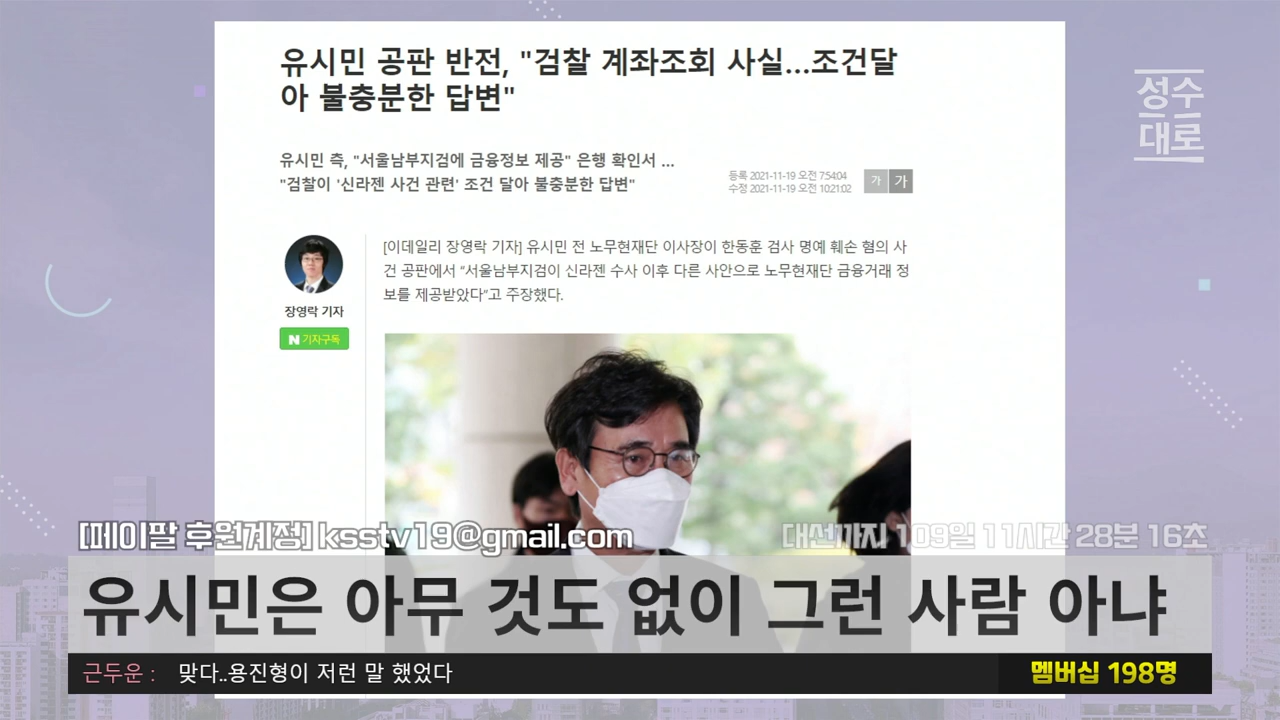 유시민 공판 반전, "검찰 계좌조회 사실...조건달
아 불충분한 답변"
성수
대로
유시민 측, "서울남부지검에 금융정보 제공" 은행 확인서 ...
"검찰이 '신라젠 사건 관련' 조건 달아 불충분한 답변"
등록 2021-11-19 오전 7:54:04
수정 2021-11-19 오전 10:21:02
가 가
[이데일리 장영락 기자] 유시민 전 노무현재단 이사장이 한동훈 검사 명예 훼손 혐의 사
건 공판에서 "서울남부지검이 신라젠 수사 이후 다른 사안으로 노무현재단 금융거래 정
보를 제공받았다"고 주장했다.
장영락 기자
N 기자구독
[페이팔 후원계정] ksstv19@gmail.com
대선까지 109일 11시간 28분 16초
유시민은 아무 것도 없이 그런 사람 아냐
근두운 : 맞다..용진형이 저런 말 했었다
멤버십 198명